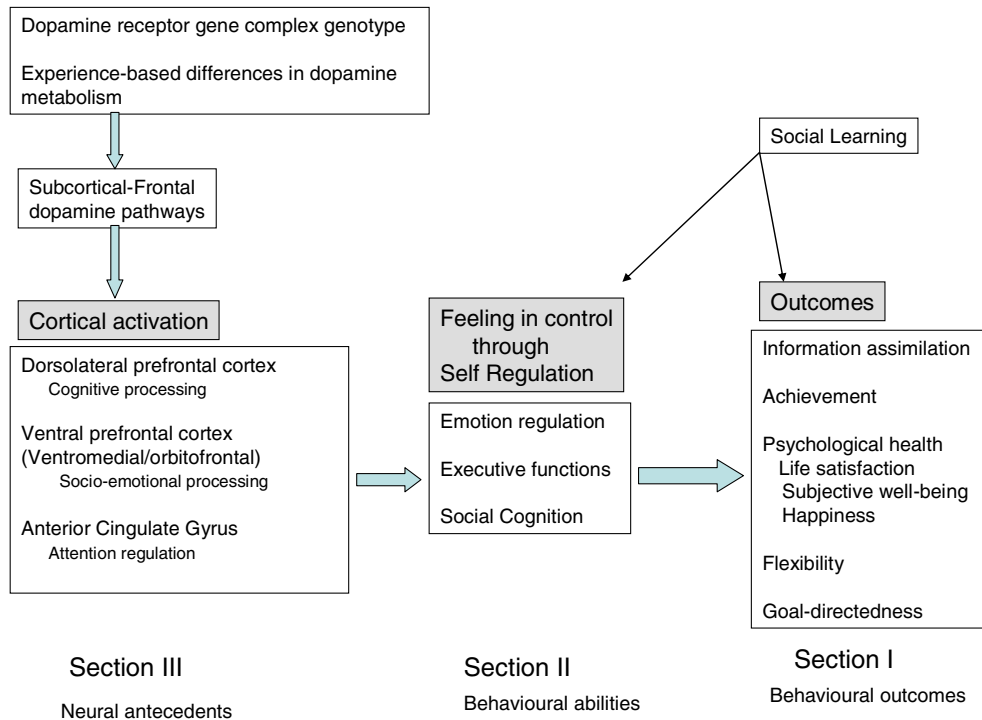 Dopamine receptor gene complex genotype
Experience-based differences in dopamine
metabolism
Subcortical-Frontal
dopamine pathways
Cortical activation
Dorsolateral prefrontal cortex
Cognitive processing
Ventral prefrontal cortex
(Ventromedial/orbitofrontal)
Socio-emotional processing
Anterior Cingulate Gyrus
Attention regulation
Section III
Neural antecedents
Feeling in control
through
Self Regulation
Emotion regulation
Executive functions
Social Cognition
Section II
Behavioural abilities
Social Learning
Outcomes
Information assimilation
Achievement
Psychological health
Life satisfaction
Subjective well-being
Happiness
Flexibility
Goal-directedness
Section I
Behavioural outcomes